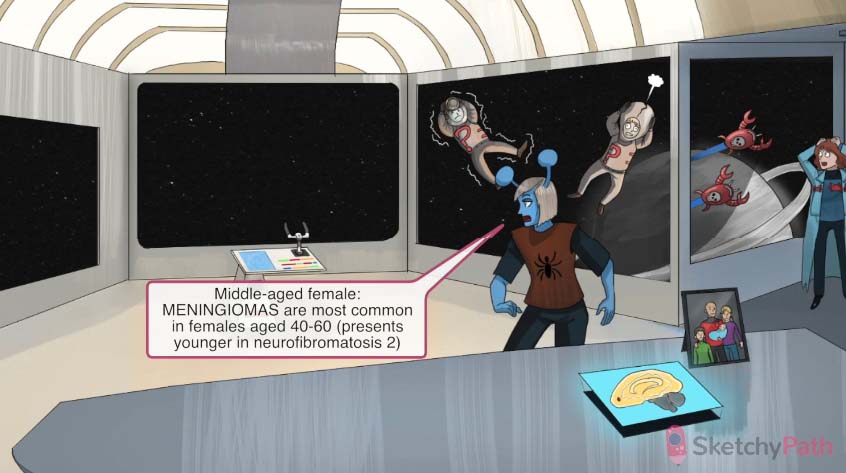 P
P
Middle-aged female:
MENINGIOMAS are most common
in females aged 40-60 (presents
younger in neurofibromatosis 2)
SketchyPath